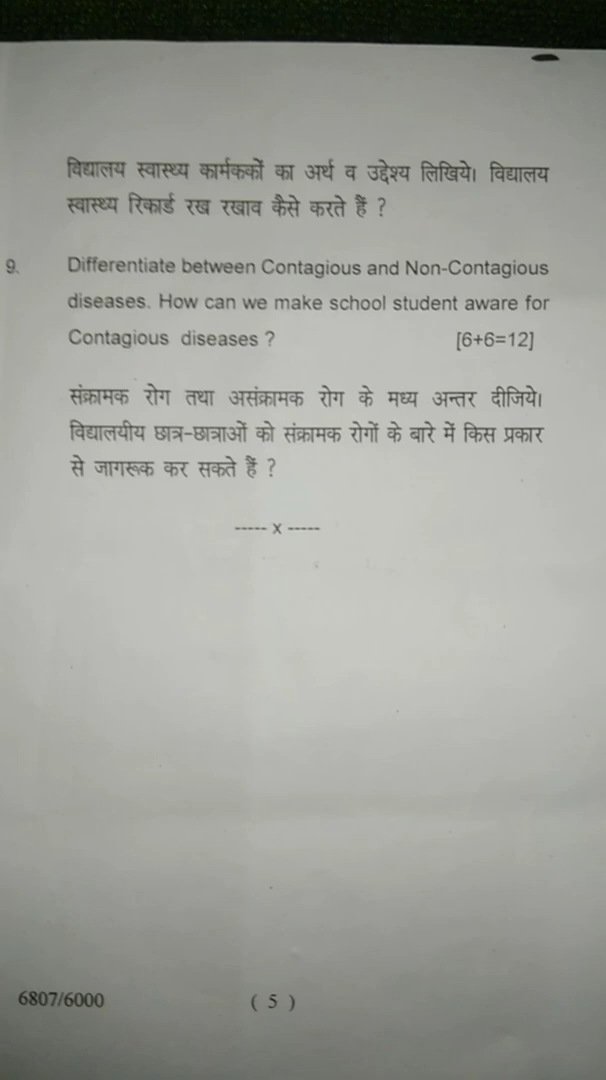 विद्यालय स्वास्थ्य कार्मककों का अर्थ व उद्देश्य लिखिये। विद्यालय
स्वास्थ्य रिकार्ड रख रखाव कैसे करते हैं ?
9. Differentiate between Contagious and Non-Contagious
diseases. How can we make school student aware for
Contagious diseases ? [6+6=12]
संक्रामक रोग तथा असंक्रामक रोग के मध्य अन्तर दीजिये।
विद्यालयीय छात्र-छात्राओं को संक्रामक रोगों के बारे में किस प्रकार
से जागरूक कर सकते हैं ?
----- x -----
6807/6000 ( 5 )